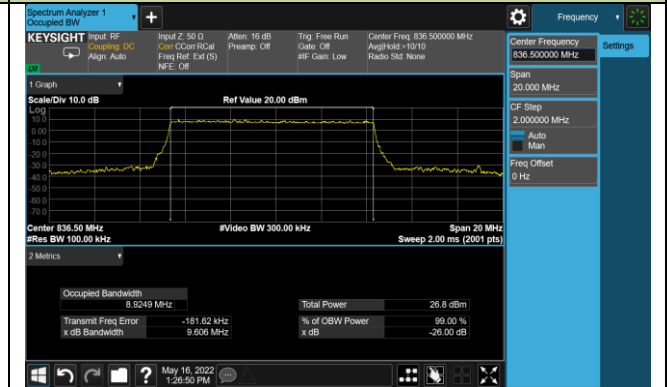 Spectrum Analyzer 1
Occupied BW
+
Frequency
KEYSIGHT
Input: RF
Coupling: DC
Align: Auto
Input Z: 50 Ω
Corr CCorr RCal
Freq Ref: Ext (S)
NFE: Off
Atten: 16 dB
Preamp: Off
Trig: Free Run
Gate: Off
#IF Gain: Low
Center Freq: 836.500000 MHz
Avg|Hold:>10/10
Radio Std: None
Center Frequency
836.500000 MHz
Settings
Span
20.000 MHz
CF Step
2.000000 MHz
Auto
Man
Freq Offset
0 Hz
1 Graph
Scale/Div 10.0 dB
Ref Value 20.00 dBm
Log
10.0
0.00
-10.0
-20.0
-30.0
-40.0
-50.0
-60.0
-70.0
Center 836.50 MHz
#Video BW 300.00 kHz
Span 20 MHz
#Res BW 100.00 kHz
Sweep 2.00 ms (2001 pts)
2 Metrics
Occupied Bandwidth
8.9249 MHz
Total Power
26.8 dBm
Transmit Freq Error
-181.62 kHz
% of OBW Power
99.00 %
x dB Bandwidth
9.606 MHz
x dB
-26.00 dB
?
May 16, 2022
1:26:50 PM